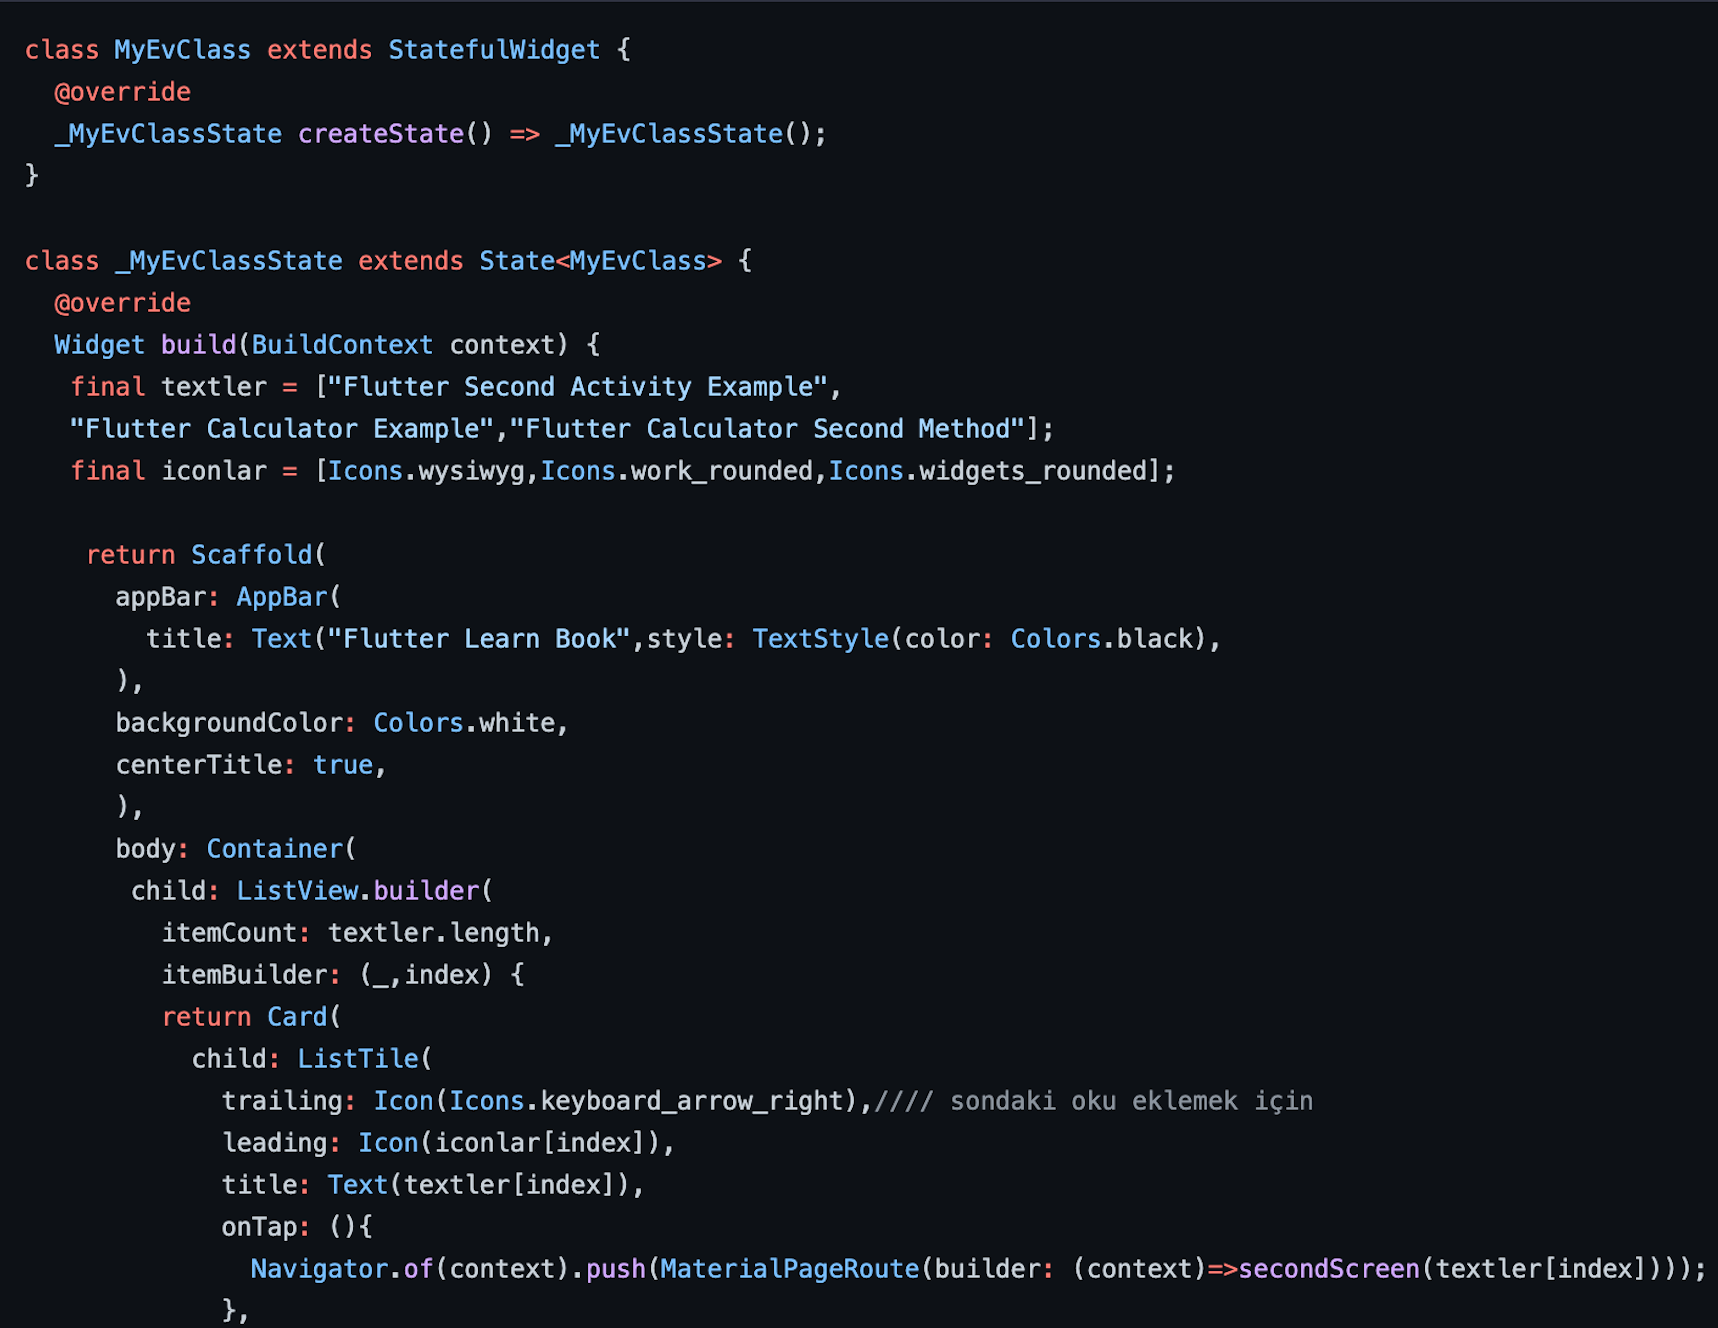 class MyEvClass extends StatefulWidget {
  @override
  _MyEvClassState createState() => _MyEvClassState();
}

class _MyEvClassState extends State<MyEvClass> {
  @override
  Widget build(BuildContext context) {
   final textler = ["Flutter Second Activity Example",
   "Flutter Calculator Example","Flutter Calculator Second Method"];
   final iconlar = [Icons.wysiwyg,Icons.work_rounded,Icons.widgets_rounded];

    return Scaffold(
      appBar: AppBar(
        title: Text("Flutter Learn Book",style: TextStyle(color: Colors.black),
      ),
      backgroundColor: Colors.white,
      centerTitle: true,
      ),
      body: Container(
       child: ListView.builder(
         itemCount: textler.length,
         itemBuilder: (_,index) {
         return Card(
           child: ListTile(
             trailing: Icon(Icons.keyboard_arrow_right),//// sondaki oku eklemek için
             leading: Icon(iconlar[index]),
             title: Text(textler[index]),
             onTap: (){
               Navigator.of(context).push(MaterialPageRoute(builder: (context)=>secondScreen(textler[index])));
             },